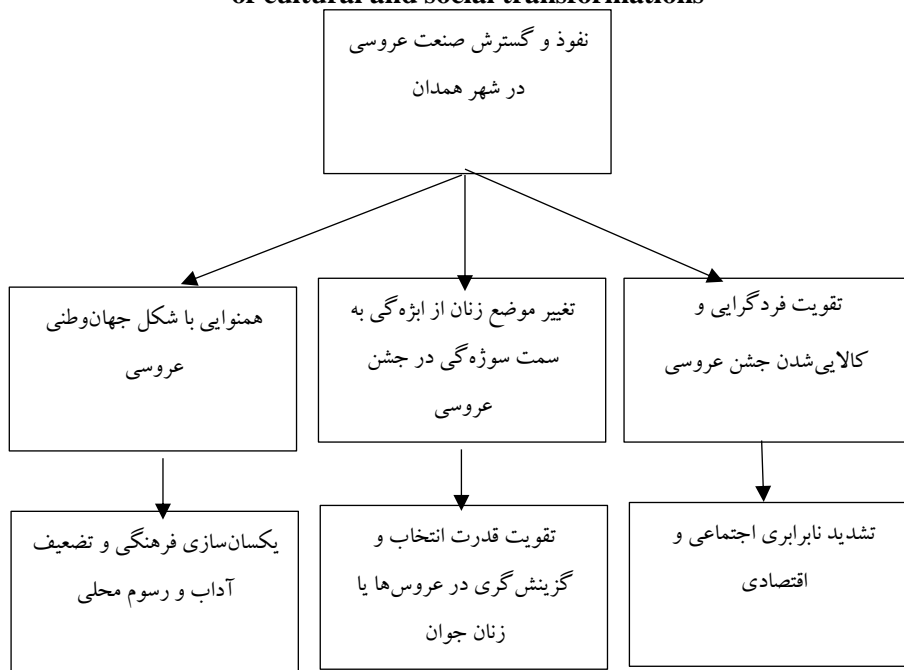 of cultural and social transformations
نفوذ و گسترش صنعت عروسی
در شهر همدان
تقویت فردگرایی و
کالایی‌شدن جشن عروسی
تغییر موضع زنان از ابژه‌گی به
سمت سوژه‌گی در جشن
عروسی
همنوایی با شکل جهان‌وطنی
عروسی
تشدید نابرابری اجتماعی و
اقتصادی
تقویت قدرت انتخاب و
گزینش‌گری در عروس‌ها یا
زنان جوان
یکسان‌سازی فرهنگی و تضعیف
آداب و رسوم محلی